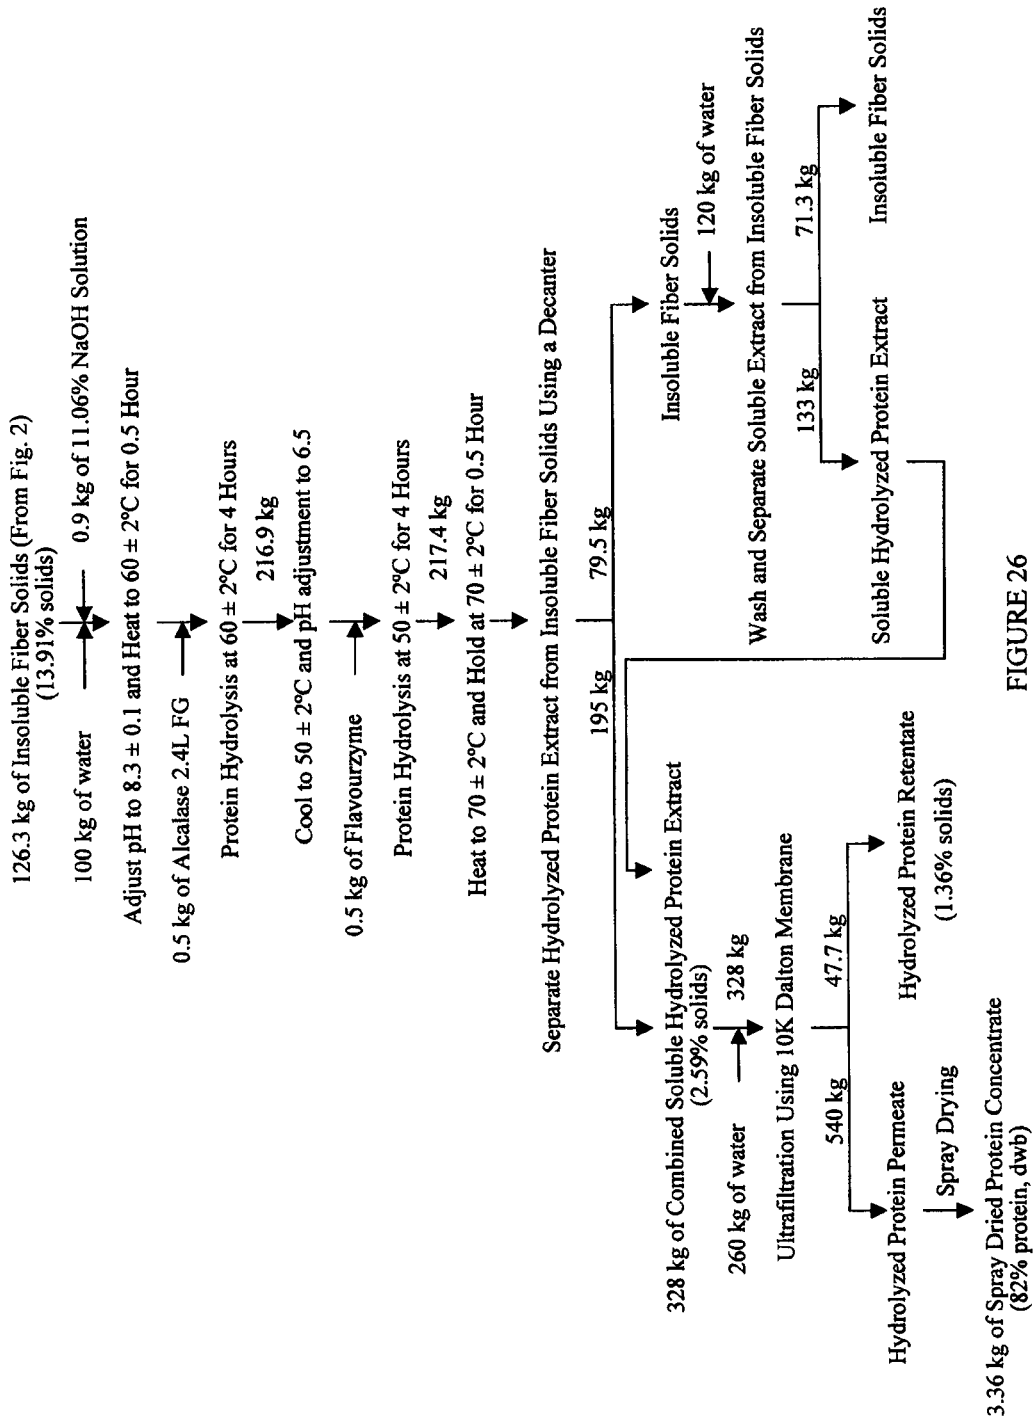 126.3 kg of Insoluble Fiber Solids (From Fig. 2)
(13.91% solids)
100 kg of water
0.9 kg of 11.06% NaOH Solution
Adjust pH to 8.3 ± 0.1 and Heat to 60 ± 2°C for 0.5 Hour
0.5 kg of Alcalase 2.4L FG
Protein Hydrolysis at 60 ± 2°C for 4 Hours
216.9 kg
Cool to 50 ± 2°C and pH adjustment to 6.5
0.5 kg of Flavourzyme
Protein Hydrolysis at 50 ± 2°C for 4 Hours
217.4 kg
Heat to 70 ± 2°C and Hold at 70 ± 2°C for 0.5 Hour
Separate Hydrolyzed Protein Extract from Insoluble Fiber Solids Using a Decanter
195 kg
79.5 kg
Insoluble Fiber Solids
120 kg of water
Wash and Separate Soluble Extract from Insoluble Fiber Solids
133 kg
71.3 kg
Soluble Hydrolyzed Protein Extract
Insoluble Fiber Solids
328 kg of Combined Soluble Hydrolyzed Protein Extract
(2.59% solids)
260 kg of water
328 kg
Ultrafiltration Using 10K Dalton Membrane
540 kg
47.7 kg
Hydrolyzed Protein Permeate
Hydrolyzed Protein Retentate
(1.36% solids)
Spray Drying
3.36 kg of Spray Dried Protein Concentrate
(82% protein, dwb)
FIGURE 26